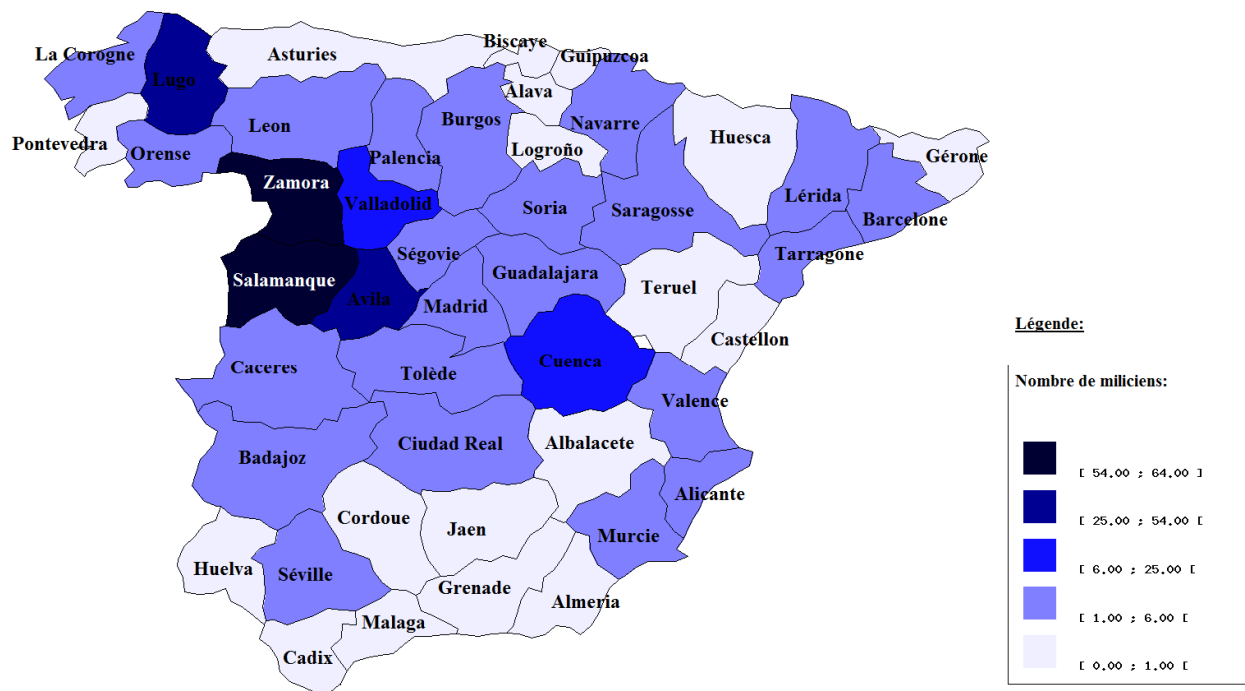 Biscaye
La Corogne
Asturies
Guipuzcoa
Lugo
Alava
Burgos
Navarre
Leon
Huesca
Pontevedra
Orense
Palencia
Logroño
Gérone
Zamora
Valladolid
Soria
Saragosse
Lérida
Barcelone
Ségovie
Tarragone
Salamanque
Guadalajara
Teruel
Avila
Madrid
Castellon
Caceres
Tolède
Cuenca
Valence
Badajoz
Ciudad Real
Albalacete
Alicante
Cordoue
Jaen
Murcie
Huelva
Séville
Grenade
Almeria
Malaga
Cadix
Légende:
Nombre de miliciens:
[ 54.00 ; 64.00 ]
[ 25.00 ; 54.00 [
[ 6.00 ; 25.00 [
[ 1.00 ; 6.00 [
[ 0.00 ; 1.00 [